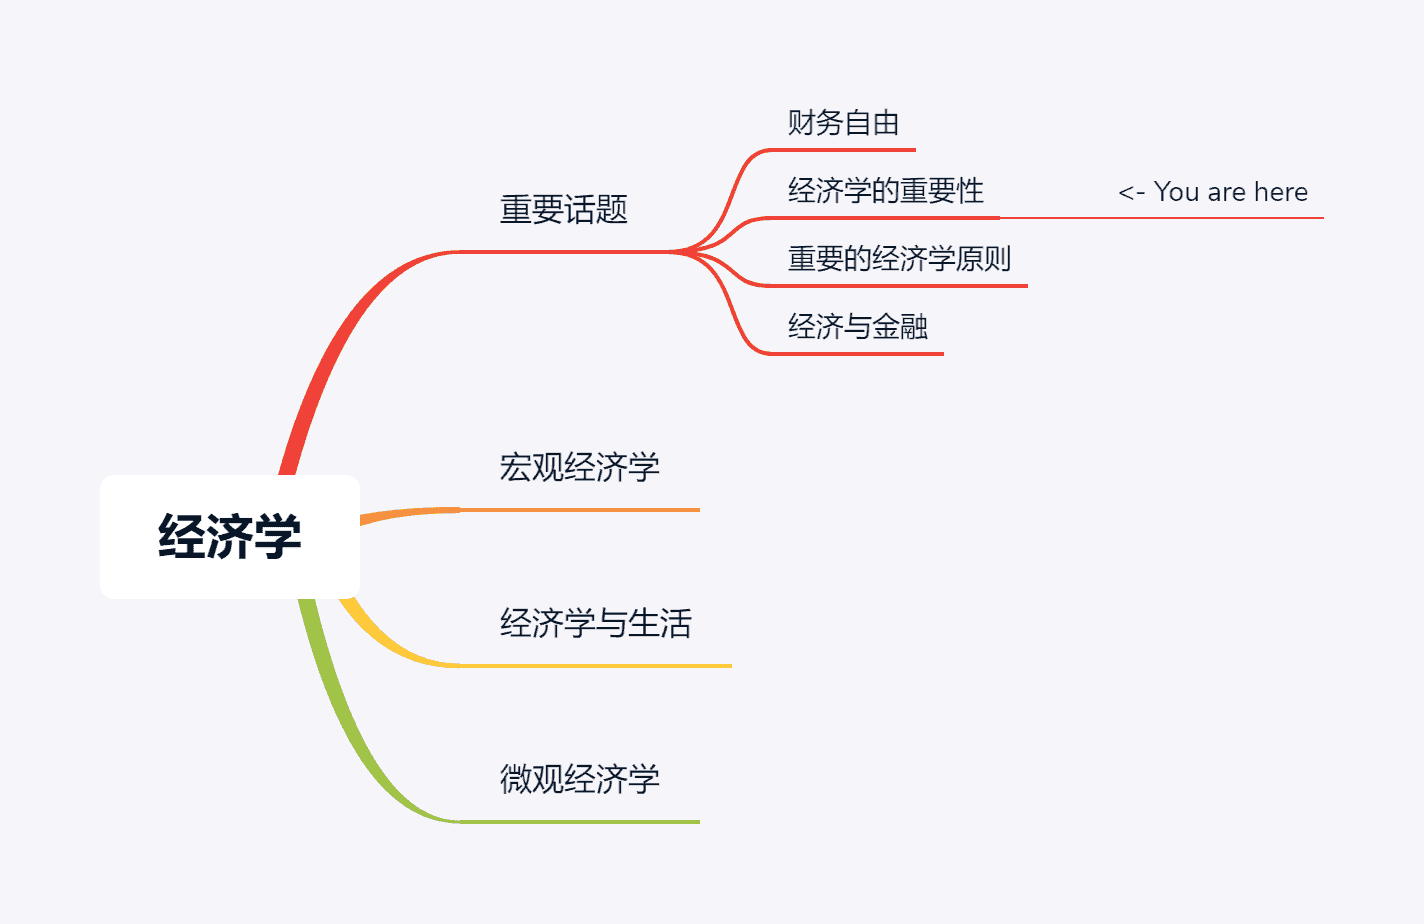 财务自由
经济学的重要性
<- You are here
重要话题
重要的经济学原则
经济与金融
宏观经济学
经济学
经济学与生活
微观经济学